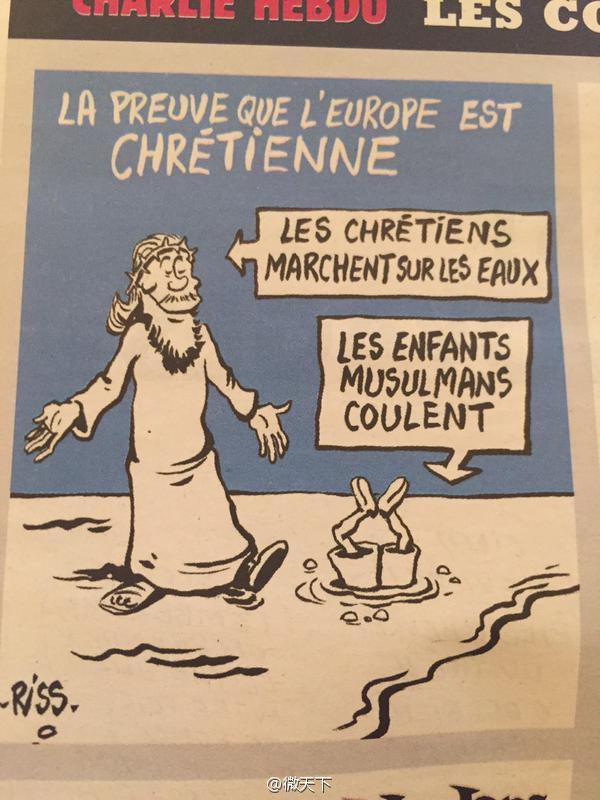 CHARLIE HEBDO LES CO
LA PREUVE QUE L'EUROPE EST
CHRÉTIENNE
LES CHRÉTIENS
MARCHENT SUR LES EAUX
LES ENFANTS
MUSULMANS
COULENT
-RISS-
@微天下